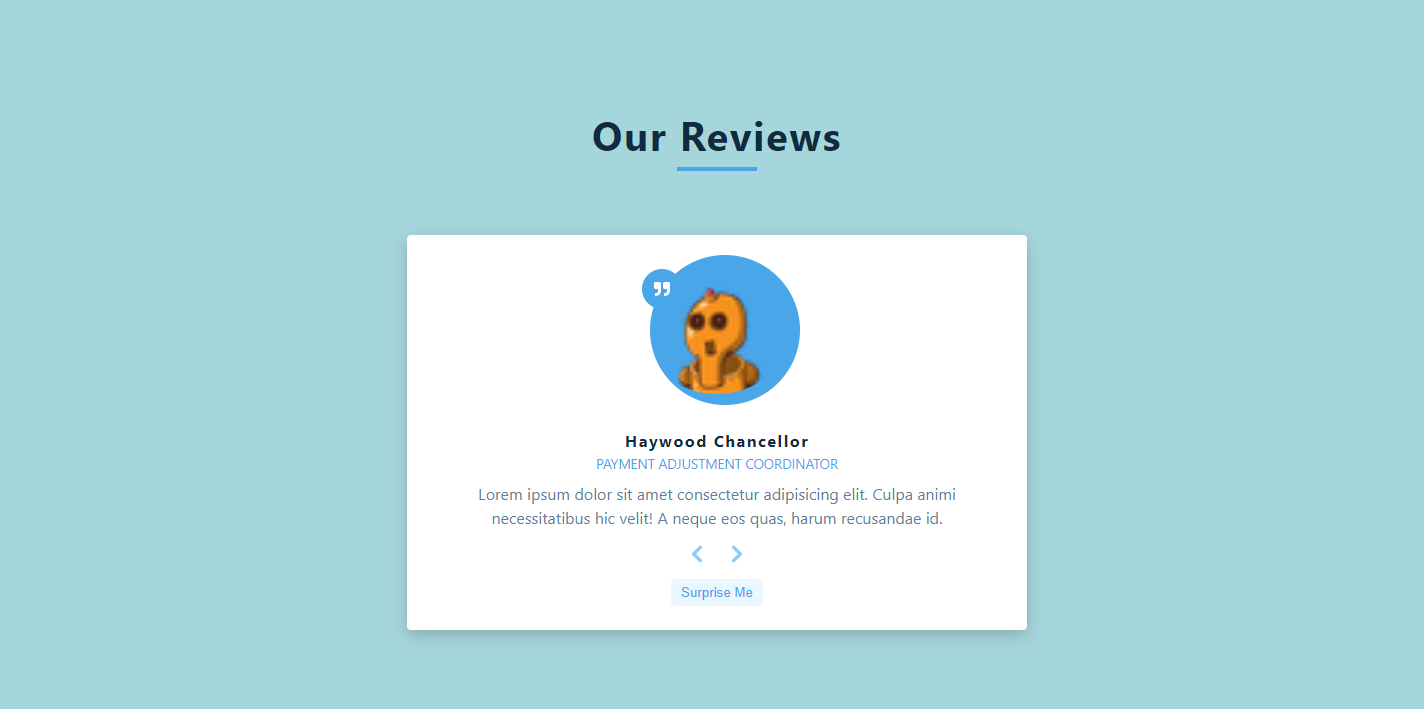 Our Reviews
Haywood Chancellor
PAYMENT ADJUSTMENT COORDINATOR
Lorem ipsum dolor sit amet consectetur adipisicing elit. Culpa animi
necessitatibus hic velit! A neque eos quas, harum recusandae id.
Surprise Me